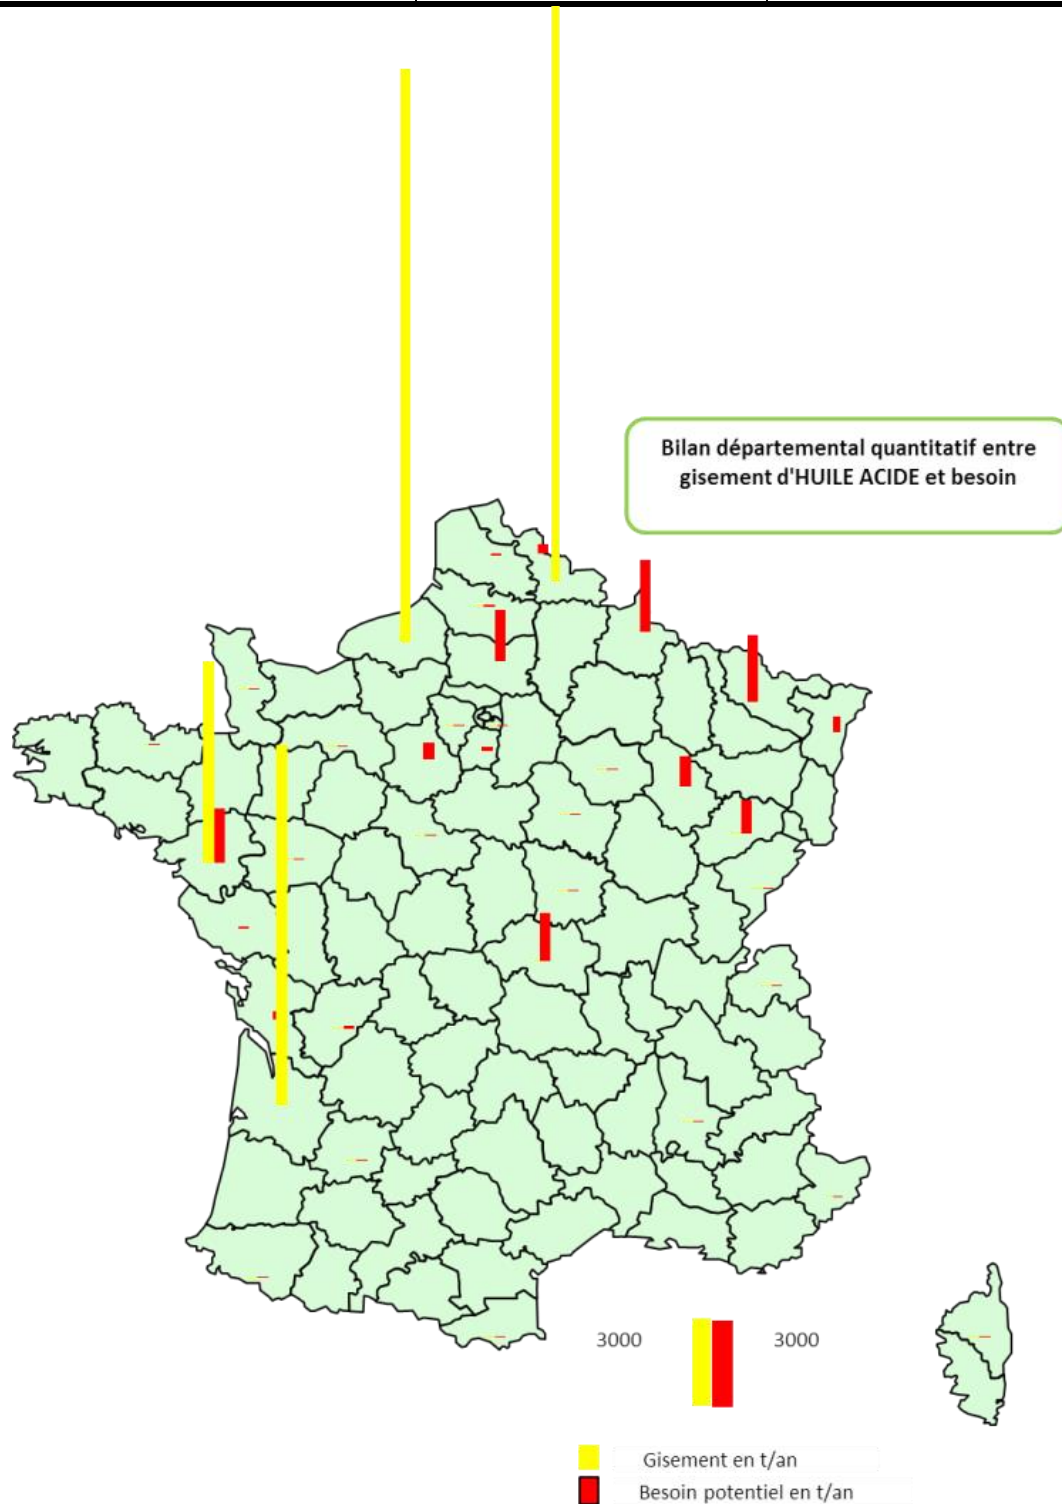 Bilan départemental quantitatif entre
gisement d'HUILE ACIDE et besoin
3000
3000
Gisement en t/an
Besoin potentiel en t/an